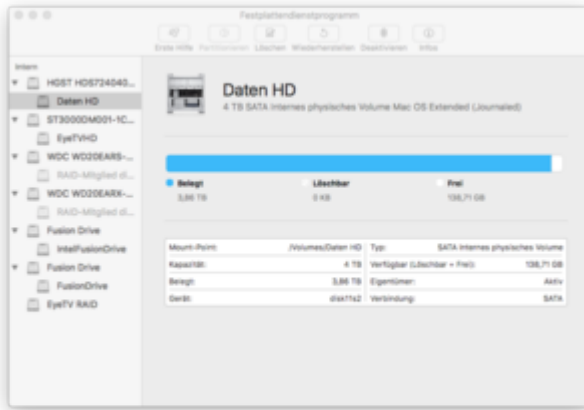 Festplattendienstprogramm
Erste Hilfe Partitionieren Löschen Wiederherstellen Deaktivieren Infos
Intern
HGST HDS724040...
Daten HD
ST3000DM001-1C...
EyeTVHD
WDC WD20EARS-...
RAID-Mitglied di...
WDC WD20EARX-...
RAID-Mitglied di...
Fusion Drive
IntelFusionDrive
Fusion Drive
FusionDrive
EyeTV RAID
Daten HD
4 TB SATA Internes physisches Volume Mac OS Extended (Journaled)
Belegt Löschbar Frei
3,86 TB 0 KB 138,71 GB
Mount-Point: /Volumes/Daten HD Typ: SATA Internes physisches Volume
Kapazität: 4 TB Verfügbar (Löschbar + Frei): 138,71 GB
Belegt: 3,86 TB Eigentümer: Aktiv
Gerät: disk11s2 Verbindung: SATA